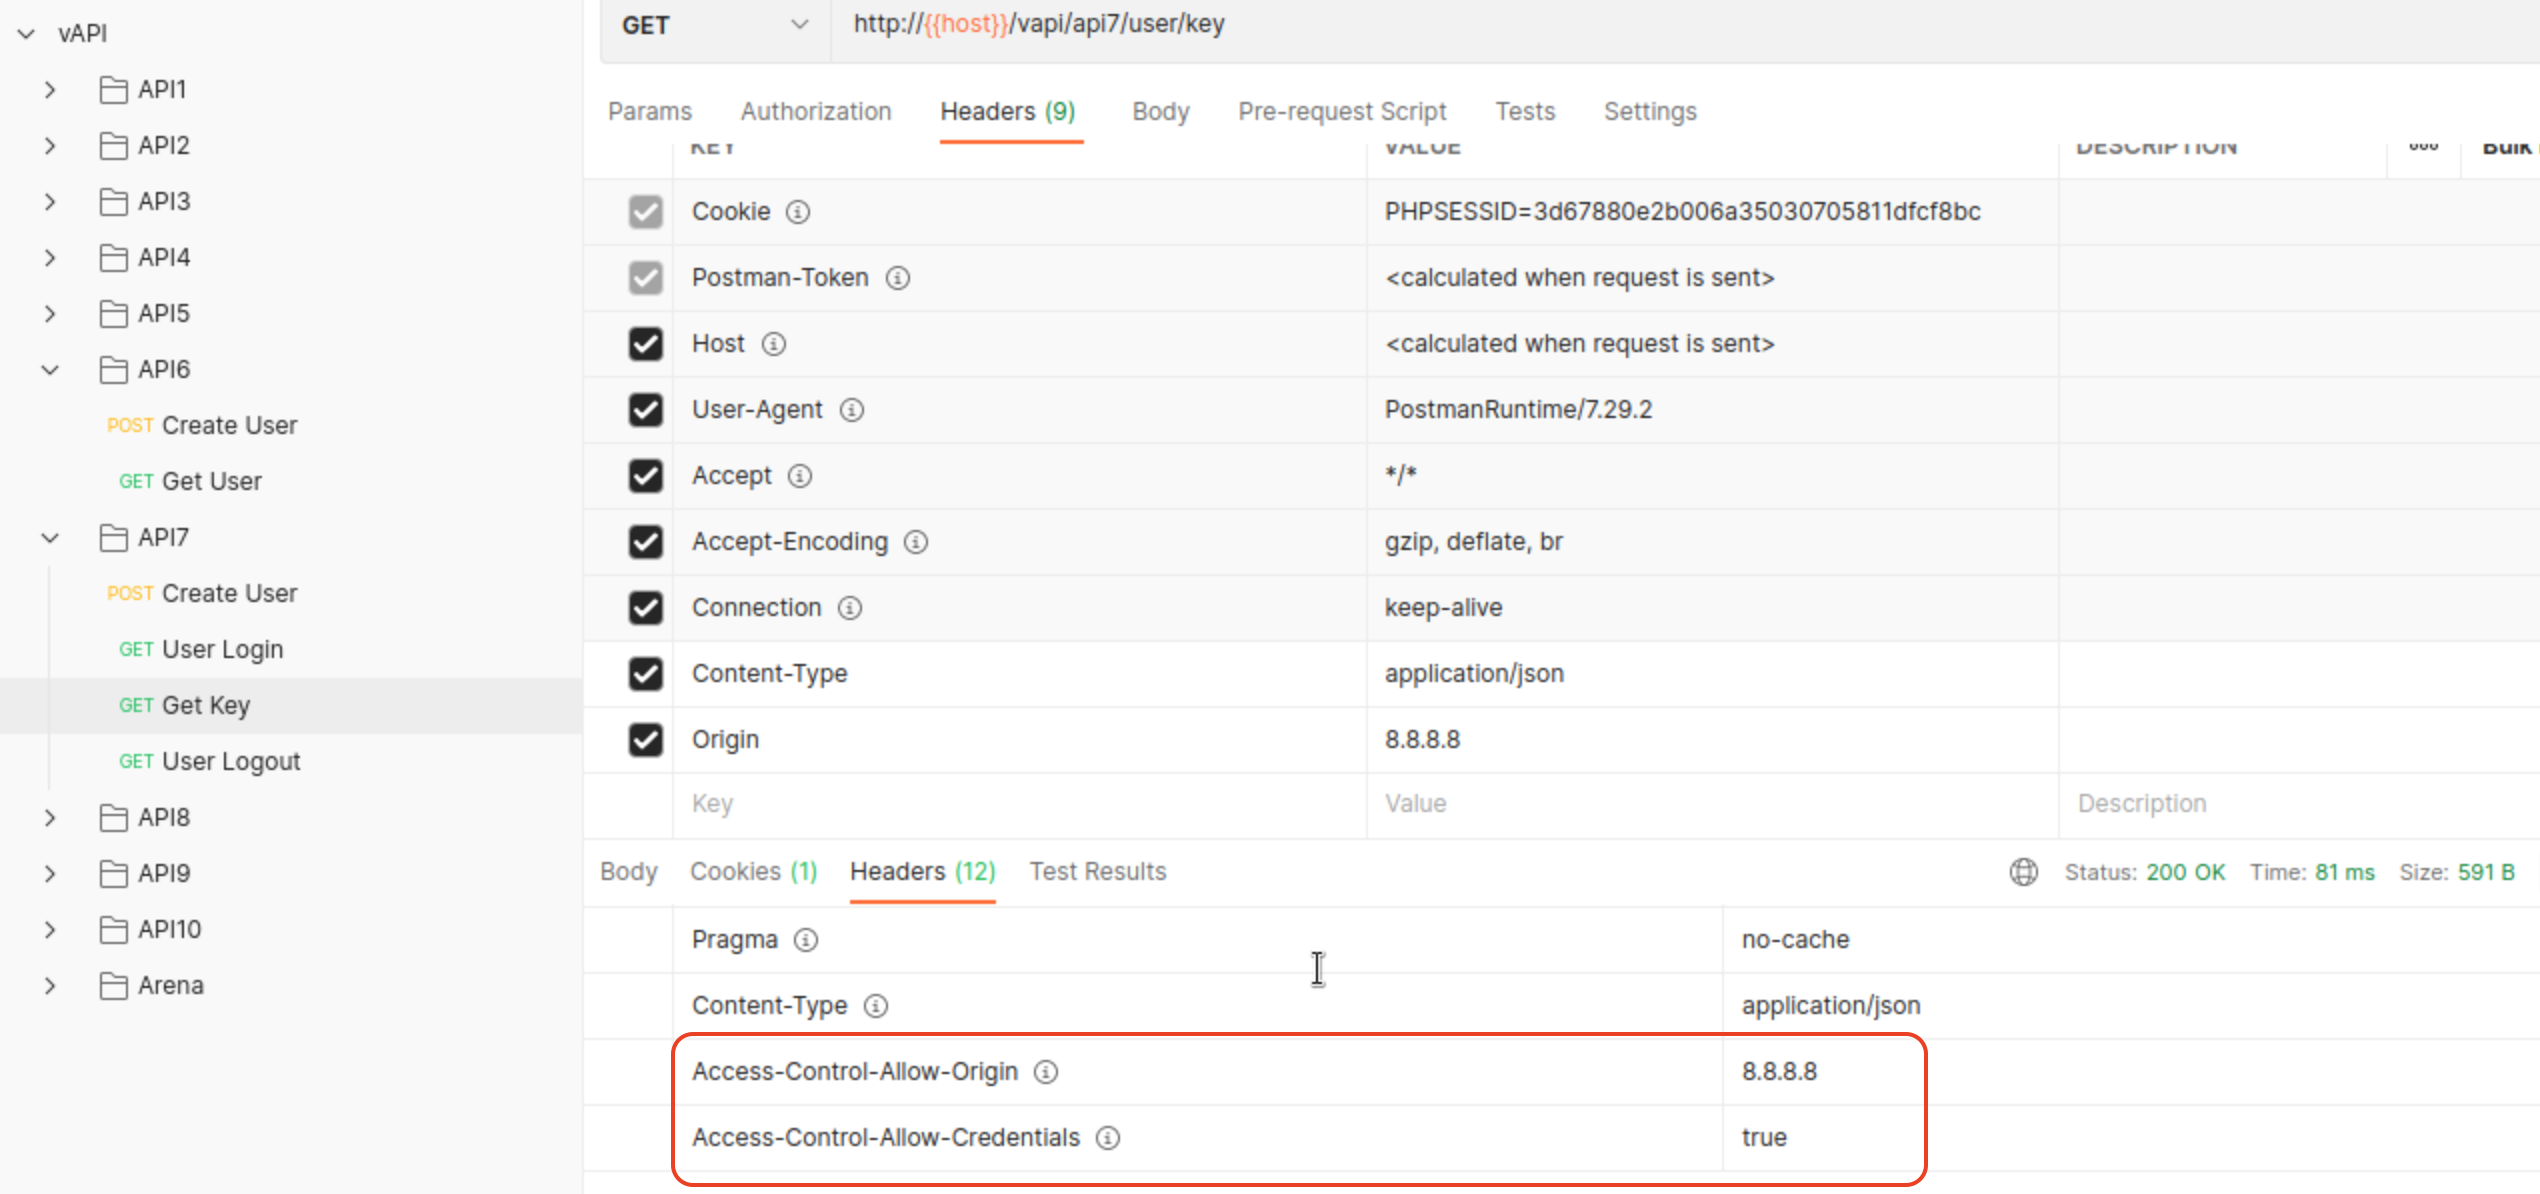 vAPI
API1
API2
API3
API4
API5
API6
POST Create User
GET Get User
API7
POST Create User
GET User Login
GET Get Key
GET User Logout
API8
API9
API10
Arena
GET http://{{host}}/vapi/api7/user/key
Params Authorization Headers (9) Body Pre-request Script Tests Settings
KEY VALUE DESCRIPTION ooo Bulk
Cookie PHPSESSID=3d67880e2b006a35030705811dfcf8bc
Postman-Token <calculated when request is sent>
Host <calculated when request is sent>
User-Agent PostmanRuntime/7.29.2
Accept */*
Accept-Encoding gzip, deflate, br
Connection keep-alive
Content-Type application/json
Origin 8.8.8.8
Key Value Description
Body Cookies (1) Headers (12) Test Results Status: 200 OK Time: 81 ms Size: 591 B
Pragma no-cache
Content-Type application/json
Access-Control-Allow-Origin 8.8.8.8
Access-Control-Allow-Credentials true